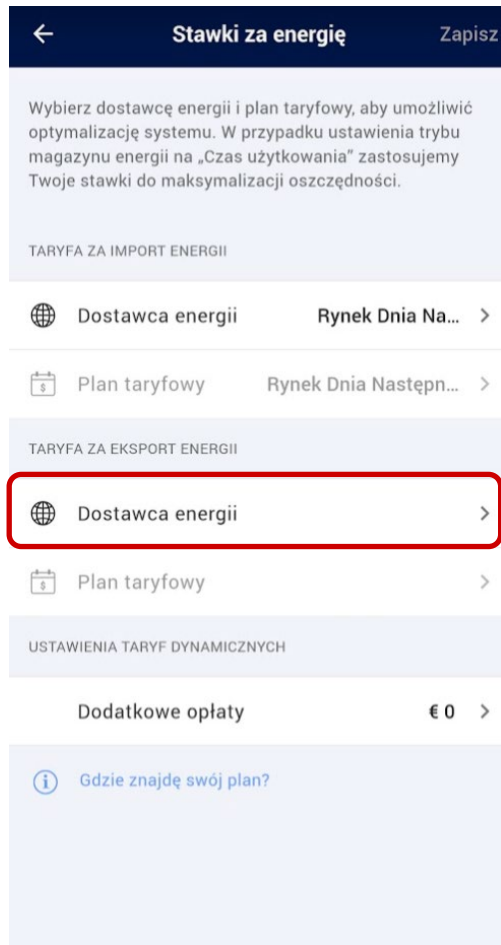 Stawki za energię
Zapisz
Wybierz dostawcę energii i plan taryfowy, aby umożliwić
optymalizację systemu. W przypadku ustawienia trybu
magazynu energii na „Czas użytkowania” zastosujemy
Twoje stawki do maksymalizacji oszczędności.
TARYFA ZA IMPORT ENERGII
Dostawca energii Rynek Dnia Na...
Plan taryfowy Rynek Dnia Następn...
TARYFA ZA EKSPORT ENERGII
Dostawca energii
Plan taryfowy
USTAWIENIA TARYF DYNAMICZNYCH
Dodatkowe opłaty € 0
Gdzie znajdę swój plan?